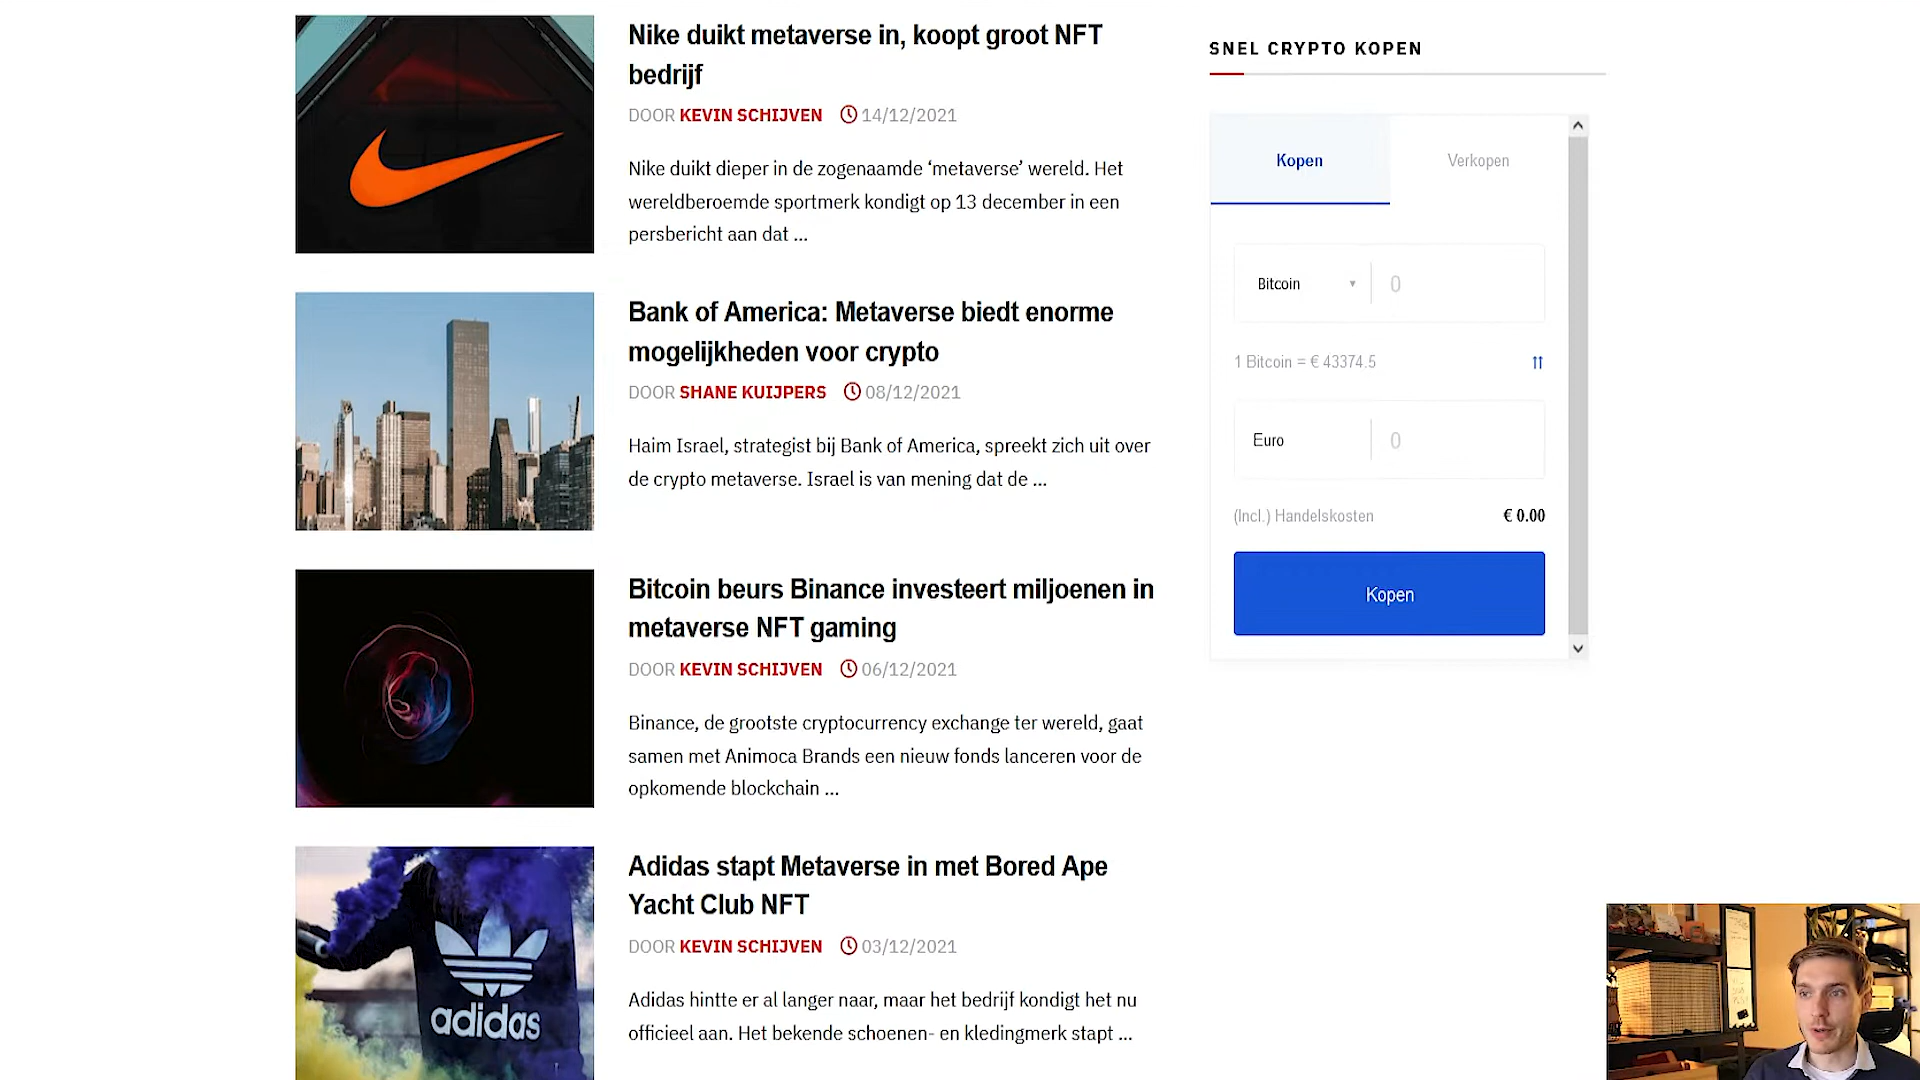 Nike duikt metaverse in, koopt groot NFT
bedrijf
DOOR KEVIN SCHIJVEN 14/12/2021
Nike duikt dieper in de zogenaamde ‘metaverse’ wereld. Het
wereldberoemde sportmerk kondigt op 13 december in een
persbericht aan dat ...
Bank of America: Metaverse biedt enorme
mogelijkheden voor crypto
DOOR SHANE KUIJPERS 08/12/2021
Haim Israel, strategist bij Bank of America, spreekt zich uit over
de crypto metaverse. Israel is van mening dat de ...
Bitcoin beurs Binance investeert miljoenen in
metaverse NFT gaming
DOOR KEVIN SCHIJVEN 06/12/2021
Binance, de grootste cryptocurrency exchange ter wereld, gaat
samen met Animoca Brands een nieuw fonds lanceren voor de
opkomende blockchain ...
adidas
Adidas stapt Metaverse in met Bored Ape
Yacht Club NFT
DOOR KEVIN SCHIJVEN 03/12/2021
Adidas hintte er al langer naar, maar het bedrijf kondigt het nu
officieel aan. Het bekende schoenen- en kledingmerk stapt ...
SNEL CRYPTO KOPEN
Kopen Verkopen
Bitcoin 0
1 Bitcoin = € 43374.5
Euro 0
(Incl.) Handelskosten € 0.00
Kopen